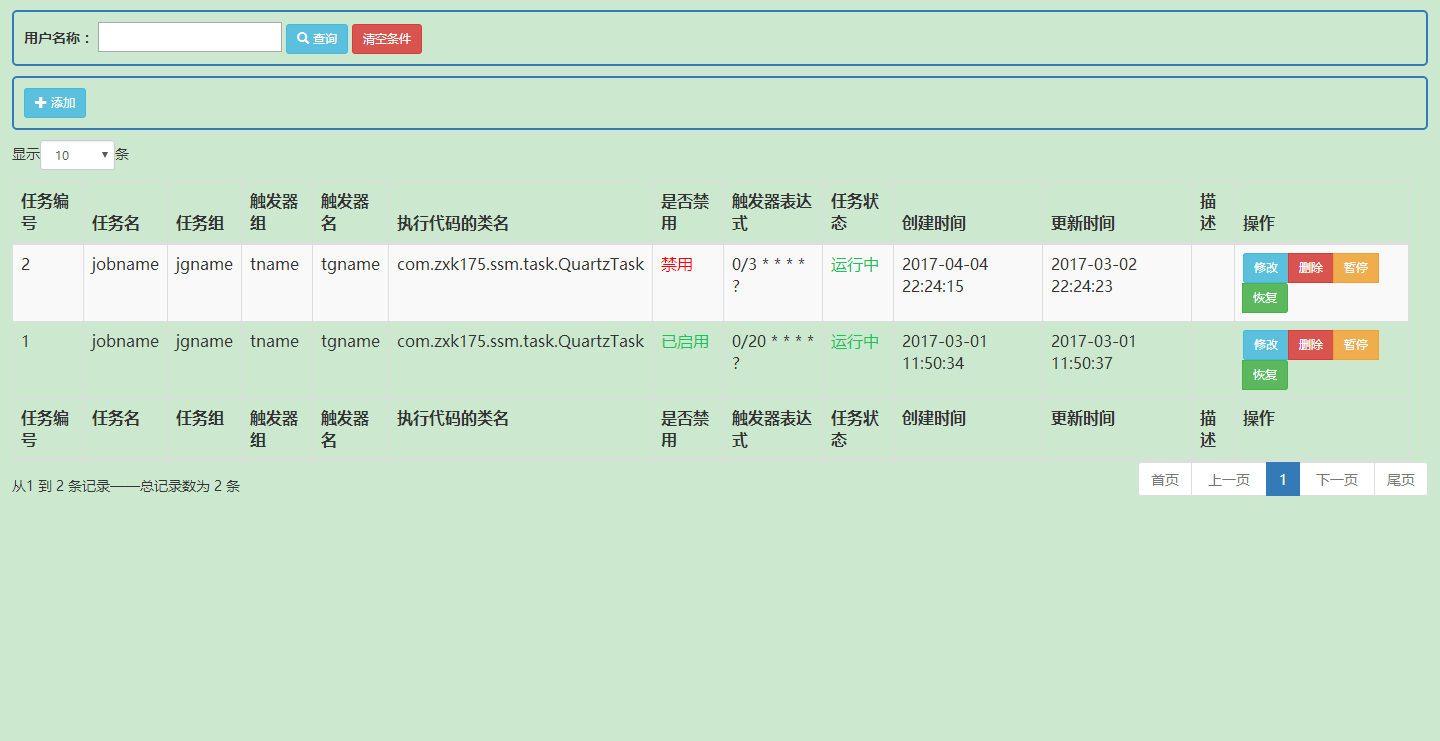 用户名称： 查询 清空条件
添加
显示 10 条
任务编号 任务名 任务组 触发器组 触发器名 执行代码的类名 是否禁用 触发器表达式 任务状态 创建时间 更新时间 描述 操作
2 jobname jgname tname tgname com.zxk175.ssm.task.QuartzTask 禁用 0/3 * * * * ? 运行中 2017-04-04 22:24:15 2017-03-02 22:24:23 修改 删除 暂停 恢复
1 jobname jgname tname tgname com.zxk175.ssm.task.QuartzTask 已启用 0/20 * * * * ? 运行中 2017-03-01 11:50:34 2017-03-01 11:50:37 修改 删除 暂停 恢复
任务编号 任务名 任务组 触发器组 触发器名 执行代码的类名 是否禁用 触发器表达式 任务状态 创建时间 更新时间 描述 操作
从1 到 2 条记录——总记录数为 2 条 首页 上一页 1 下一页 尾页